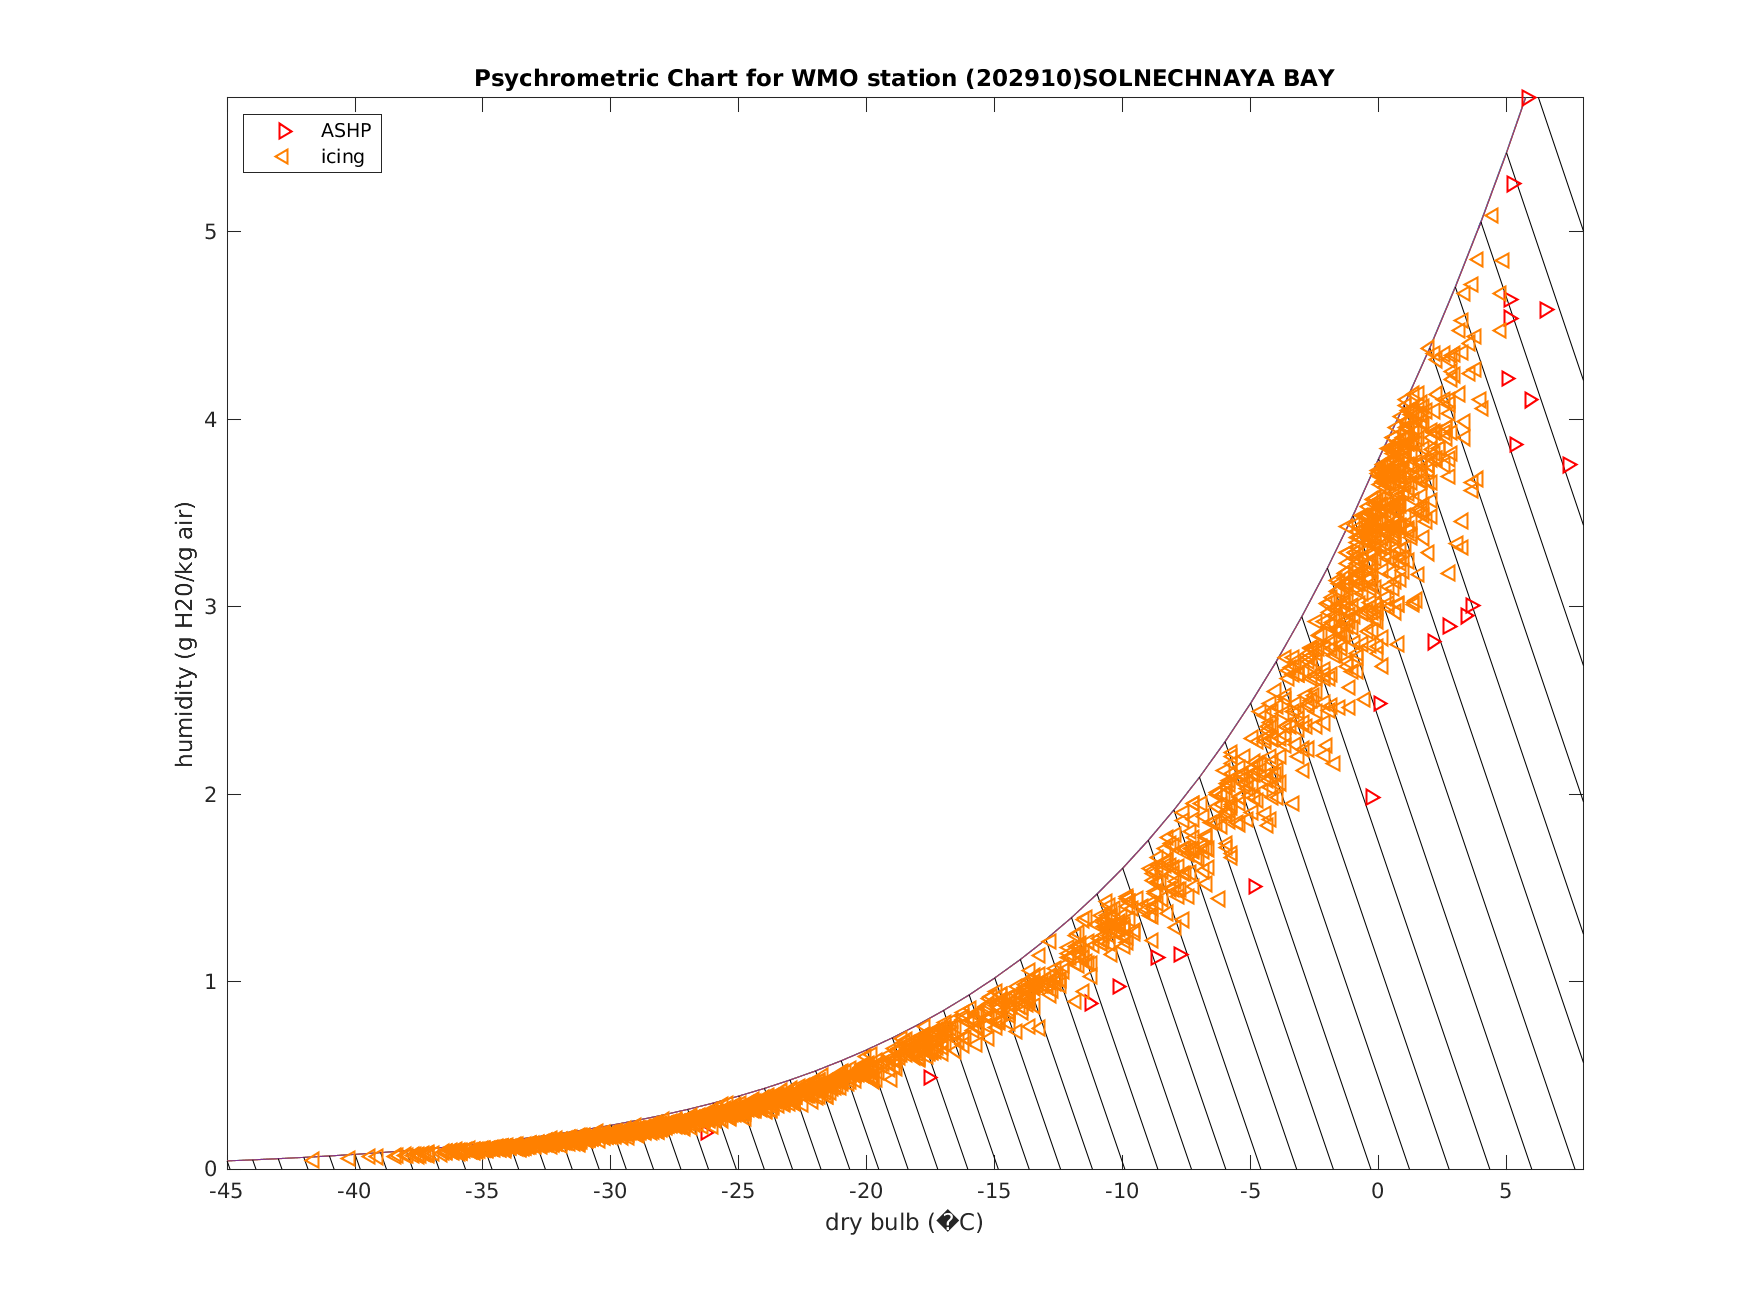 Psychrometric Chart for WMO station (202910)SOLNECHNAYA BAY
ASHP
icing
5
4
3
2
1
0
humidity (g H20/kg air)
-45 -40 -35 -30 -25 -20 -15 -10 -5 0 5
dry bulb (�C)